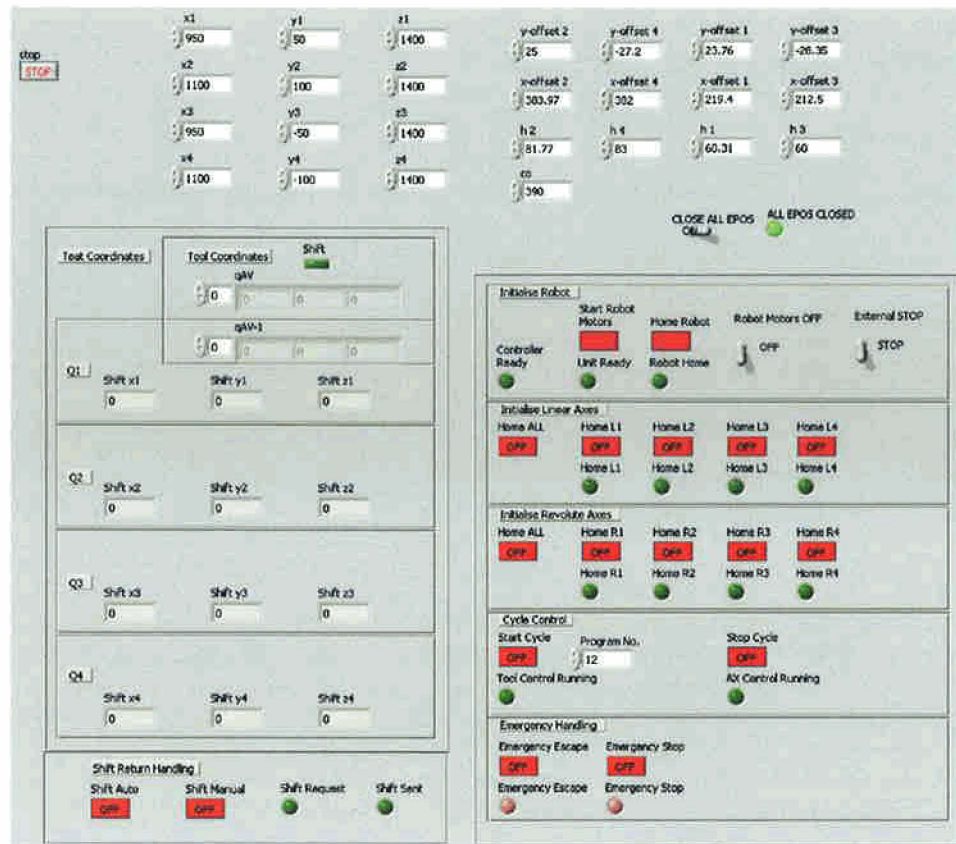 x1 y1 z1
950 50 1400
stop
STOP
x2 y2 z2
1100 100 1400
x3 y3 z3
950 -50 1400
x4 y4 z4
1100 -100 1400
y-offset 2 y-offset 4 y-offset 1 y-offset 3
25 -27.2 23.76 -26.35
x-offset 2 x-offset 4 x-offset 1 x-offset 3
383.97 382 219.4 212.5
h 2 h 4 h 1 h 3
81.77 83 60.31 60
co
390
CLOSE ALL EPOS ALL EPOS CLOSED
Test Coordinates
Tool Coordinates Shift
qAV
0 0 0 0
qAV-1
0 0 0 0
Q1
Shift x1 Shift y1 Shift z1
0 0 0
Q2
Shift x2 Shift y2 Shift z2
0 0 0
Q3
Shift x3 Shift y3 Shift z3
0 0 0
Q4
Shift x4 Shift y4 Shift z4
0 0 0
Shift Return Handling
Shift Auto Shift Manual Shift Request Shift Sent
OFF OFF
Initialise Robot
Start Robot Motors Home Robot Robot Motors OFF External STOP
OFF STOP
Controller Ready Unit Ready Robot Home
Initialise Linear Axes
Home ALL Home L1 Home L2 Home L3 Home L4
OFF OFF OFF OFF OFF
Home L1 Home L2 Home L3 Home L4
Initialise Revolute Axes
Home ALL Home R1 Home R2 Home R3 Home R4
OFF OFF OFF OFF OFF
Home R1 Home R2 Home R3 Home R4
Cycle Control
Start Cycle Program No. Stop Cycle
OFF 12 OFF
Tool Control Running AX Control Running
Emergency Handling
Emergency Escape Emergency Stop
OFF OFF
Emergency Escape Emergency Stop